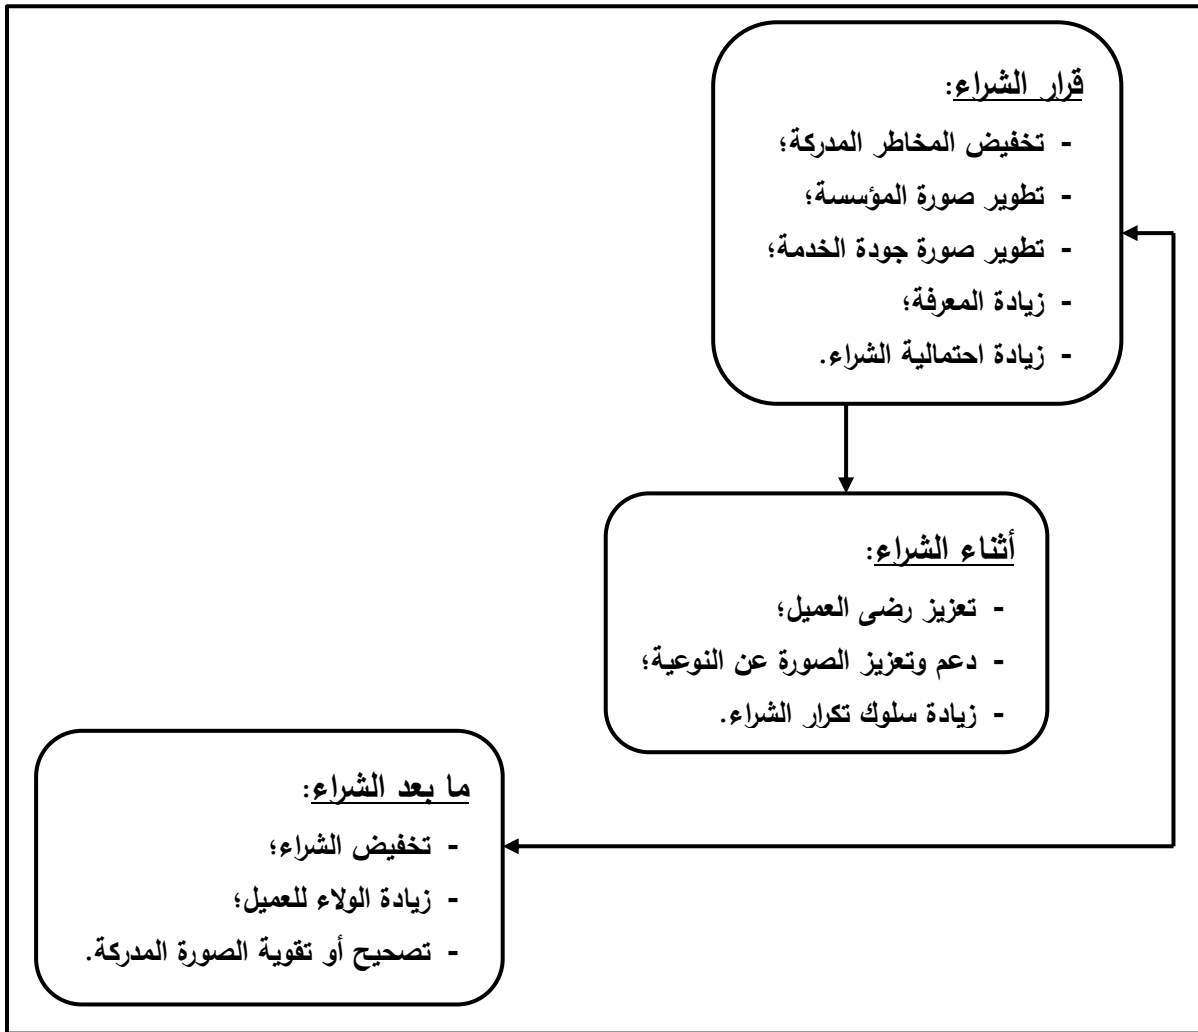 قرار الشراء:
- تخفيض المخاطر المدركة؛
- تطوير صورة المؤسسة؛
- تطوير صورة جودة الخدمة؛
- زيادة المعرفة؛
- زيادة احتمالية الشراء.
أثناء الشراء:
- تعزيز رضى العميل؛
- دعم وتعزيز الصورة عن النوعية؛
- زيادة سلوك تكرار الشراء.
ما بعد الشراء:
- تخفيض الشراء؛
- زيادة الولاء للعميل؛
- تصحيح أو تقوية الصورة المدركة.